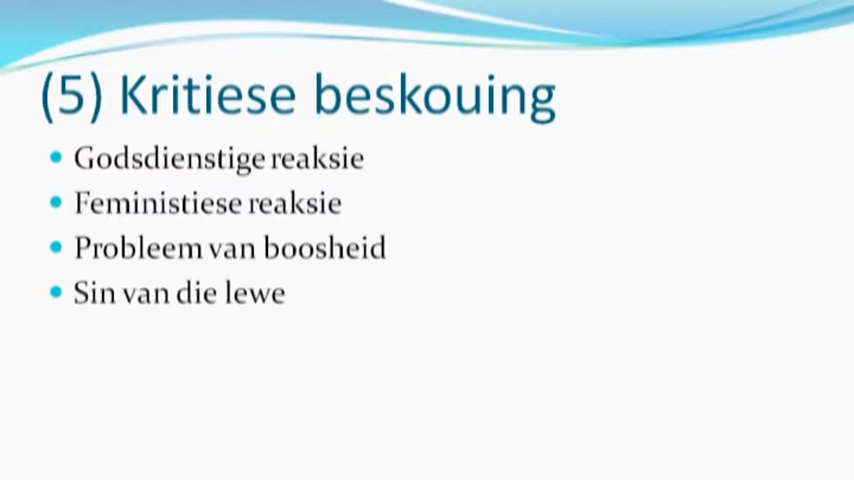 (5) Kritiese beskouing
Godsdienstige reaksie
Feministiese reaksie
Probleem van boosheid
Sin van die lewe